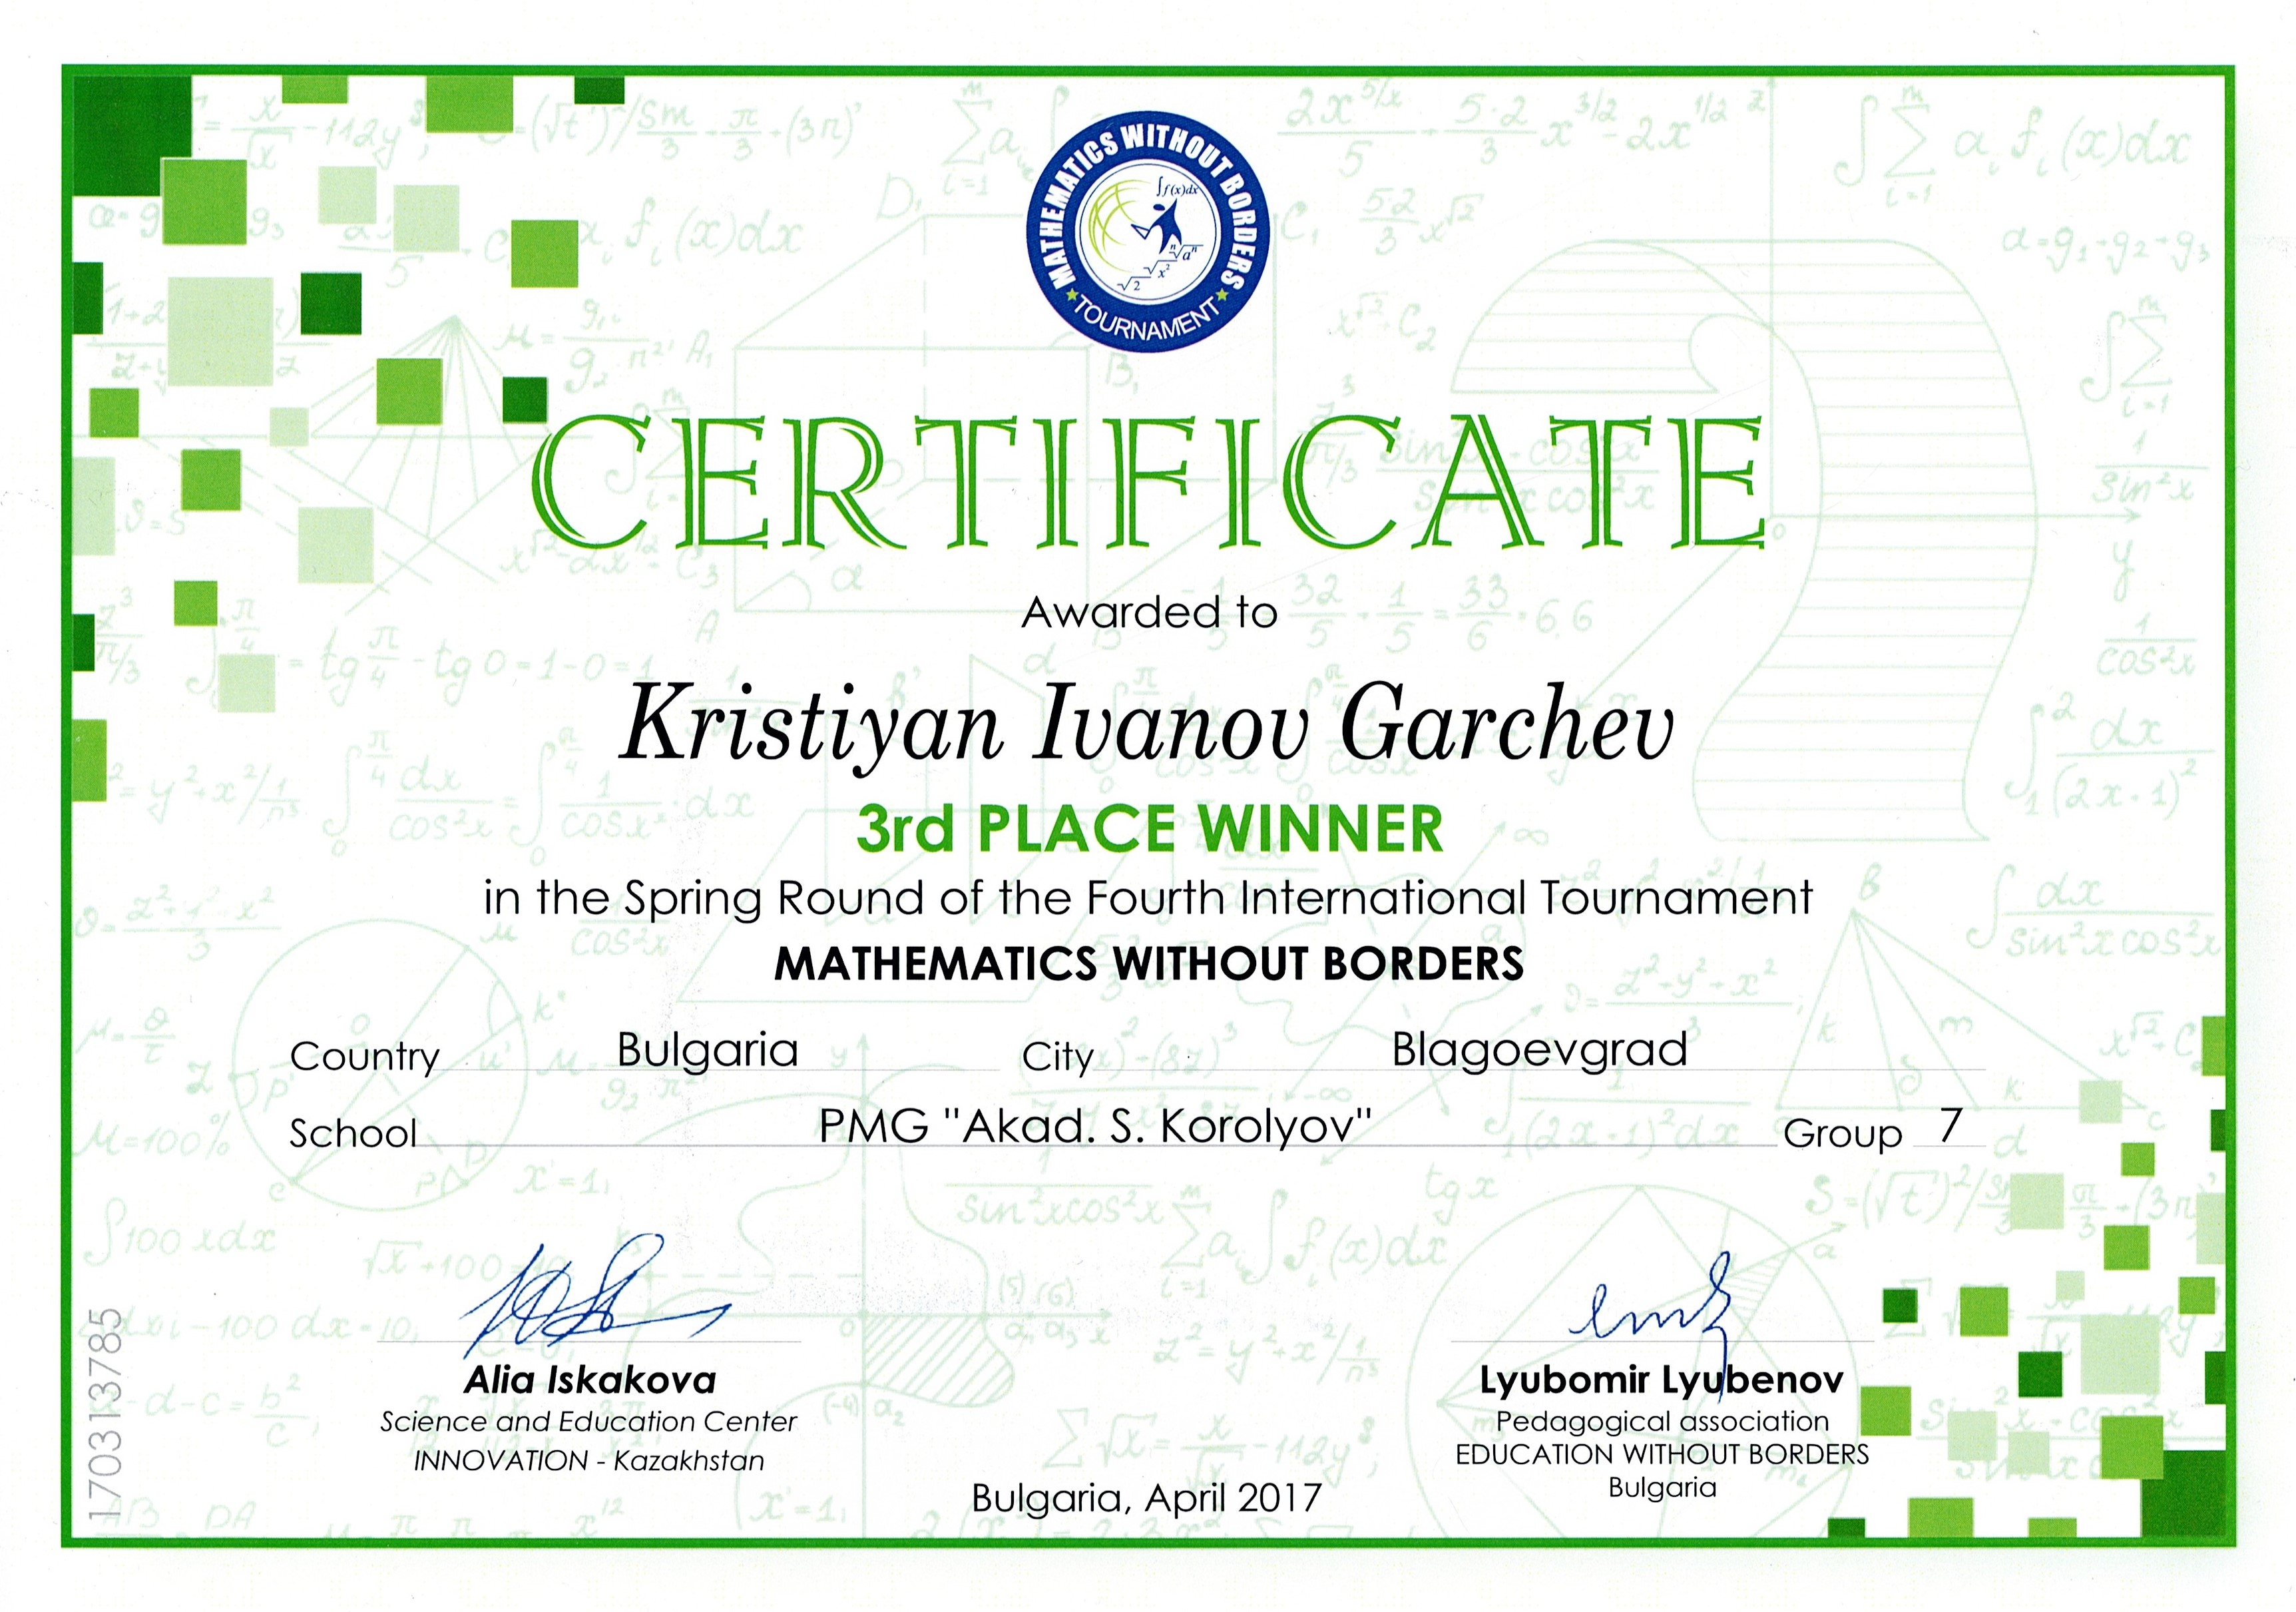 MATHEMATICS WITHOUT BORDERS
TOURNAMENT
CERTIFICATE
Awarded to
Kristiyan Ivanov Garchev
3rd PLACE WINNER
in the Spring Round of the Fourth International Tournament
MATHEMATICS WITHOUT BORDERS
Country Bulgaria City Blagoevgrad
School PMG "Akad. S. Korolyov" Group 7
Alia Iskakova
Science and Education Center
INNOVATION - Kazakhstan
Lyubomir Lyubenov
Pedagogical association
EDUCATION WITHOUT BORDERS
Bulgaria
Bulgaria, April 2017
170313785